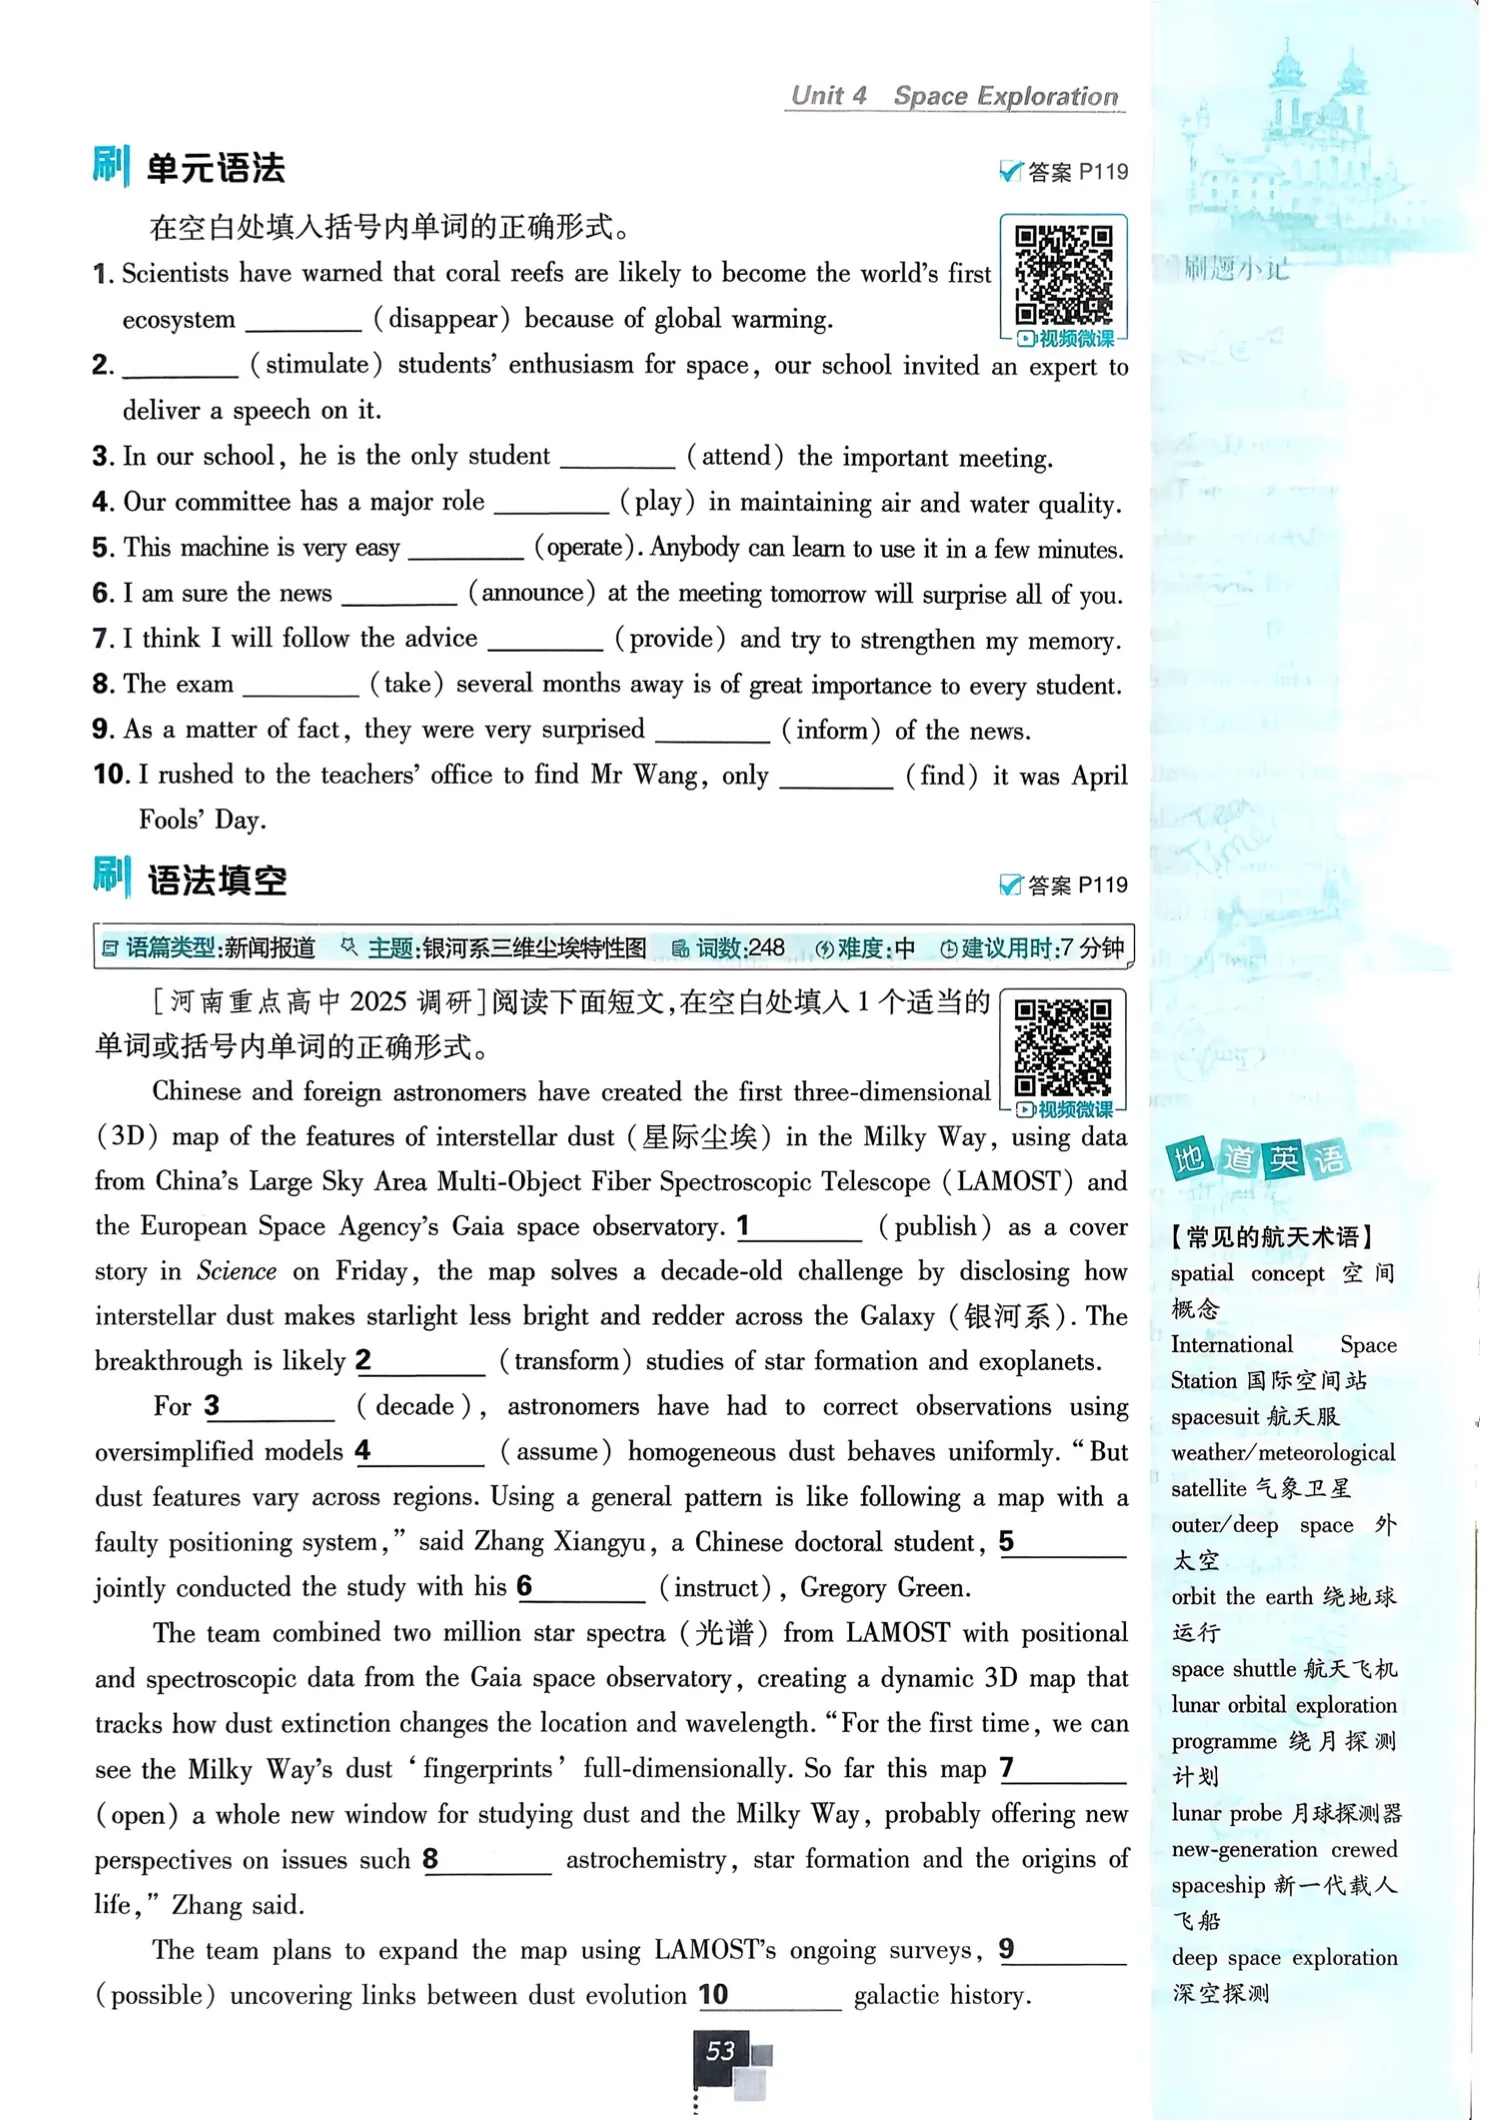 Unit 4 Space Exploration
刷 单元语法
答案 P119
在空白处填入括号内单词的正确形式。
1. Scientists have warned that coral reefs are likely to become the world's first
ecosystem ________ (disappear) because of global warming.
视频微课
2. ________ (stimulate) students' enthusiasm for space, our school invited an expert to
deliver a speech on it.
3. In our school, he is the only student ________ (attend) the important meeting.
4. Our committee has a major role ________ (play) in maintaining air and water quality.
5. This machine is very easy ________ (operate). Anybody can learn to use it in a few minutes.
6. I am sure the news ________ (announce) at the meeting tomorrow will surprise all of you.
7. I think I will follow the advice ________ (provide) and try to strengthen my memory.
8. The exam ________ (take) several months away is of great importance to every student.
9. As a matter of fact, they were very surprised ________ (inform) of the news.
10. I rushed to the teachers' office to find Mr Wang, only ________ (find) it was April
Fools' Day.
刷 语法填空
答案 P119
语篇类型:新闻报道 主题:银河系三维尘埃特性图 词数:248 难度:中 建议用时:7 分钟
[河南重点高中 2025 调研]阅读下面短文,在空白处填入 1 个适当的
单词或括号内单词的正确形式。
视频微课
Chinese and foreign astronomers have created the first three-dimensional
(3D) map of the features of interstellar dust (星际尘埃) in the Milky Way, using data
from China's Large Sky Area Multi-Object Fiber Spectroscopic Telescope (LAMOST) and
the European Space Agency's Gaia space observatory. 1________ (publish) as a cover
story in Science on Friday, the map solves a decade-old challenge by disclosing how
interstellar dust makes starlight less bright and redder across the Galaxy (银河系). The
breakthrough is likely 2________ (transform) studies of star formation and exoplanets.
For 3________ (decade), astronomers have had to correct observations using
oversimplified models 4________ (assume) homogeneous dust behaves uniformly. "But
dust features vary across regions. Using a general pattern is like following a map with a
faulty positioning system," said Zhang Xiangyu, a Chinese doctoral student, 5________
jointly conducted the study with his 6________ (instruct), Gregory Green.
The team combined two million star spectra (光谱) from LAMOST with positional
and spectroscopic data from the Gaia space observatory, creating a dynamic 3D map that
tracks how dust extinction changes the location and wavelength. "For the first time, we can
see the Milky Way's dust 'fingerprints' full-dimensionally. So far this map 7________
(open) a whole new window for studying dust and the Milky Way, probably offering new
perspectives on issues such 8________ astrochemistry, star formation and the origins of
life," Zhang said.
The team plans to expand the map using LAMOST's ongoing surveys, 9________
(possible) uncovering links between dust evolution 10________ galactic history.
53
刷题小记
地道英语
【常见的航天术语】
spatial concept 空间
概念
International Space
Station 国际空间站
spacesuit 航天服
weather/meteorological
satellite 气象卫星
outer/deep space 外
太空
orbit the earth 绕地球
运行
space shuttle 航天飞机
lunar orbital exploration
programme 绕月探测
计划
lunar probe 月球探测器
new-generation crewed
spaceship 新一代载人
飞船
deep space exploration
深空探测